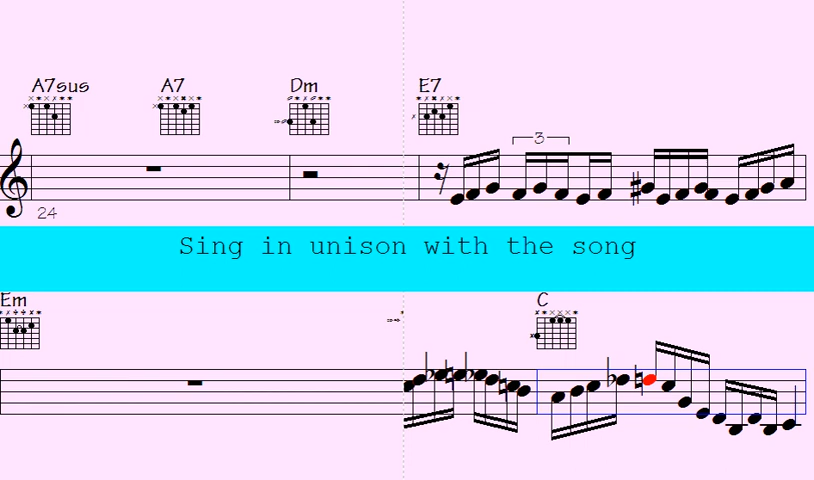 A7sus A7 Dm E7
3
24
Sing in unison with the song
Em C